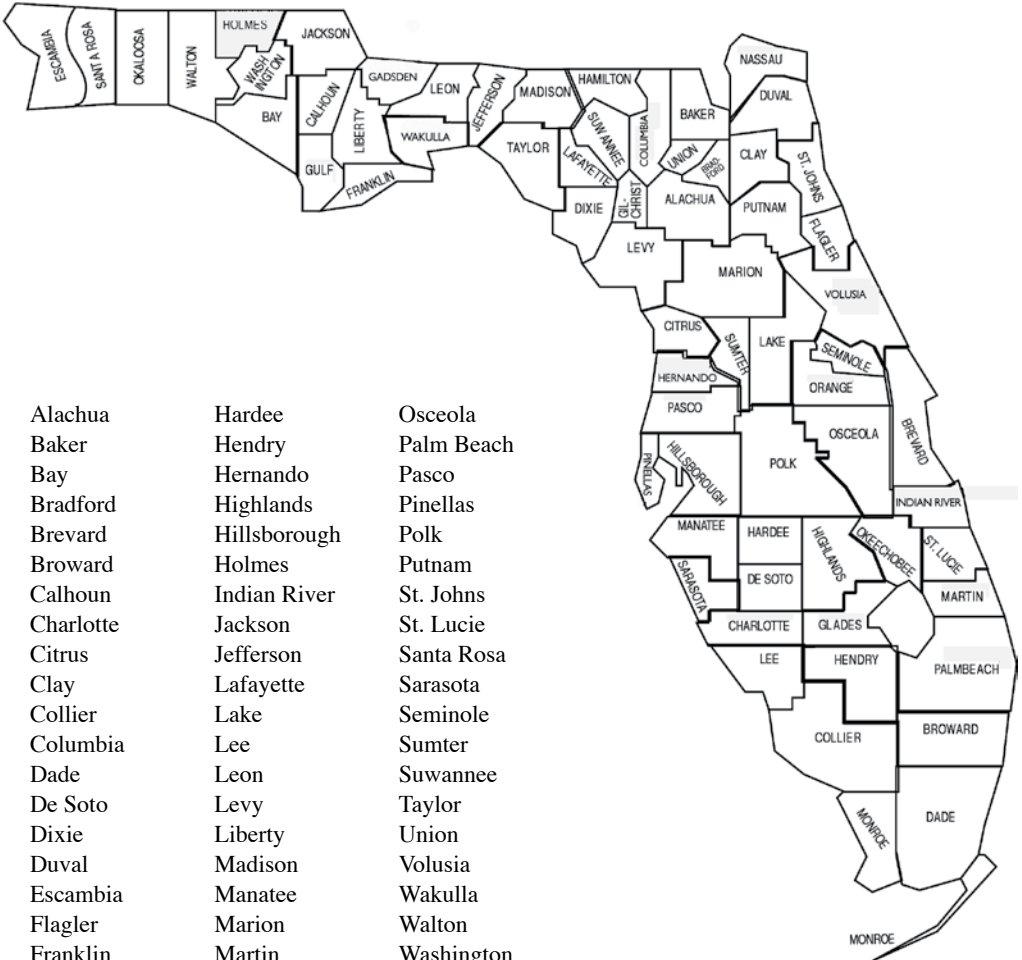 HOLMES
JACKSON
ESCAMBIA
SANTA ROSA
OKALOOSA
WALTON
WASH
INGTON
BAY
CALHOUN
GULF
LIBERTY
GADSDEN
FRANKLIN
LEON
WAKULLA
JEFFERSON
MADISON
TAYLOR
HAMILTON
SUWANNEE
LAFAYETTE
DIXIE
COLUMBIA
GIL-
CHRIST
BAKER
UNION
BRAD-
FORD
ALACHUA
LEVY
NASSAU
DUVAL
CLAY
ST. JOHNS
PUTNAM
FLAGLER
MARION
VOLUSIA
CITRUS
SUMTER
LAKE
SEMINOLE
HERNANDO
ORANGE
PASCO
OSCEOLA
BREVARD
PINELLAS
HILLSBOROUGH
POLK
INDIAN RIVER
MANATEE
HARDEE
HIGHLANDS
OKEECHOBEE
ST. LUCIE
SARASOTA
DE SOTO
MARTIN
CHARLOTTE
GLADES
LEE
HENDRY
PALMBEACH
COLLIER
BROWARD
MONROE
DADE
MONROE
Alachua
Baker
Bay
Bradford
Brevard
Broward
Calhoun
Charlotte
Citrus
Clay
Collier
Columbia
Dade
De Soto
Dixie
Duval
Escambia
Flagler
Franklin
Hardee
Hendry
Hernando
Highlands
Hillsborough
Holmes
Indian River
Jackson
Jefferson
Lafayette
Lake
Lee
Leon
Levy
Liberty
Madison
Manatee
Marion
Martin
Osceola
Palm Beach
Pasco
Pinellas
Polk
Putnam
St. Johns
St. Lucie
Santa Rosa
Sarasota
Seminole
Sumter
Suwannee
Taylor
Union
Volusia
Wakulla
Walton
Washington